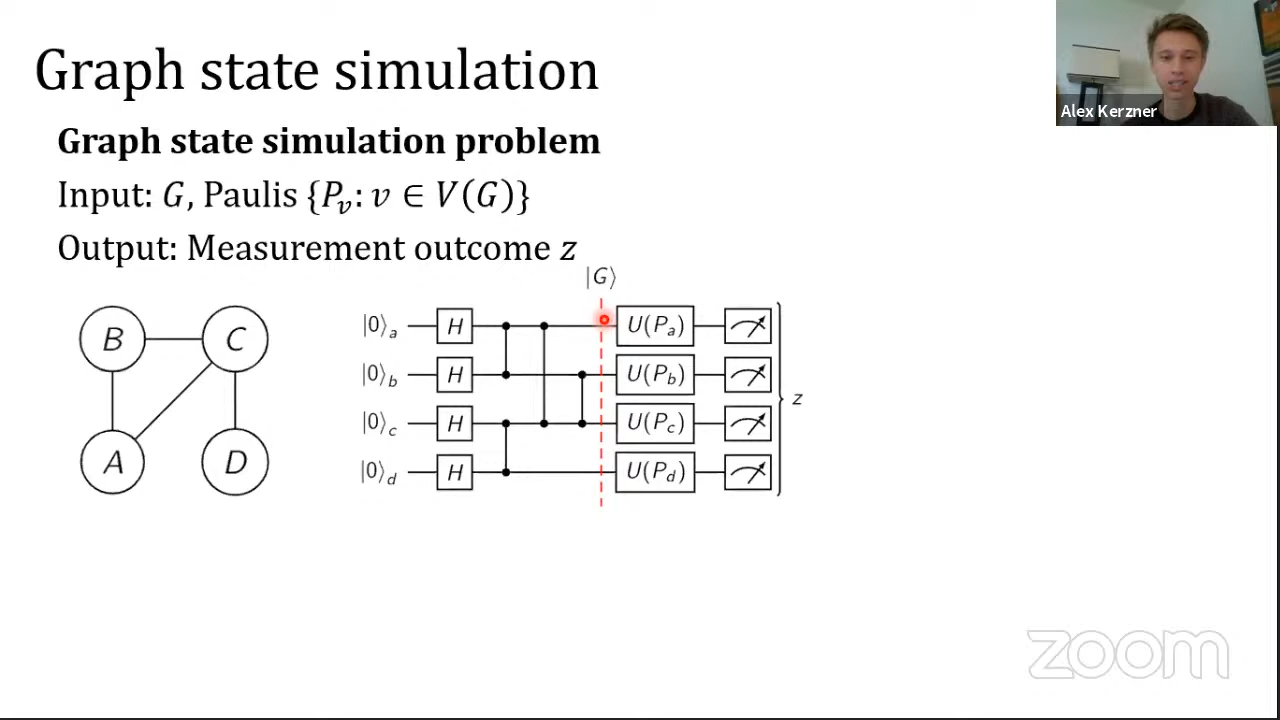 Graph state simulation
Alex Kerzner
Graph state simulation problem
Input: G, Paulis {P_v: v ∈ V(G)}
Output: Measurement outcome z
|G⟩
B
C
A
D
|0⟩_a H U(P_a)
|0⟩_b H U(P_b)
|0⟩_c H U(P_c)
|0⟩_d H U(P_d)
z
zoom